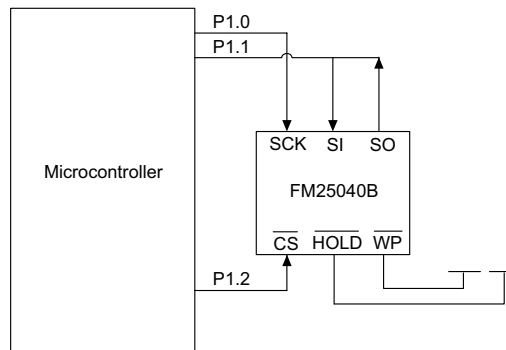 P1.0
P1.1
SCK SI SO
Microcontroller
FM25040B
CS HOLD WP
P1.2